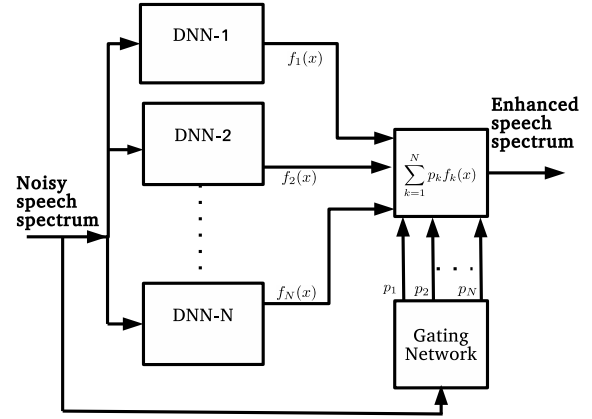 DNN-1
f₁(x)
Enhanced
speech
spectrum
DNN-2
f₂(x)
N
∑ pₖfₖ(x)
k=1
Noisy
speech
spectrum
fN(x)
DNN-N
p₁ p₂ pN
Gating
Network